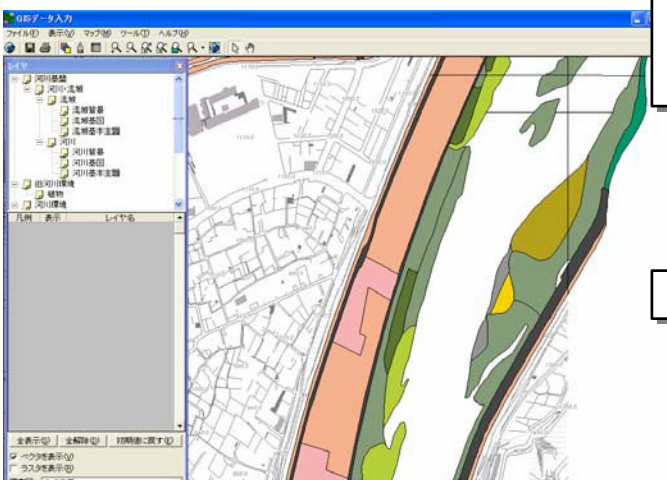 GISデータ入力
ファイル(F) 表示(V) マップ(M) ツール(T) ヘルプ(H)
レイヤ
河川基盤
河川・流域
流域
流域背景
流域基図
流域基本主題
河川
河川背景
河川基図
河川基本主題
旧河川環境
植物
河川環境
凡例 表示 レイヤ名
全表示(S) 全解除(D) 初期値に戻す(I)
ベクタを表示(V)
ラスタを表示(R)